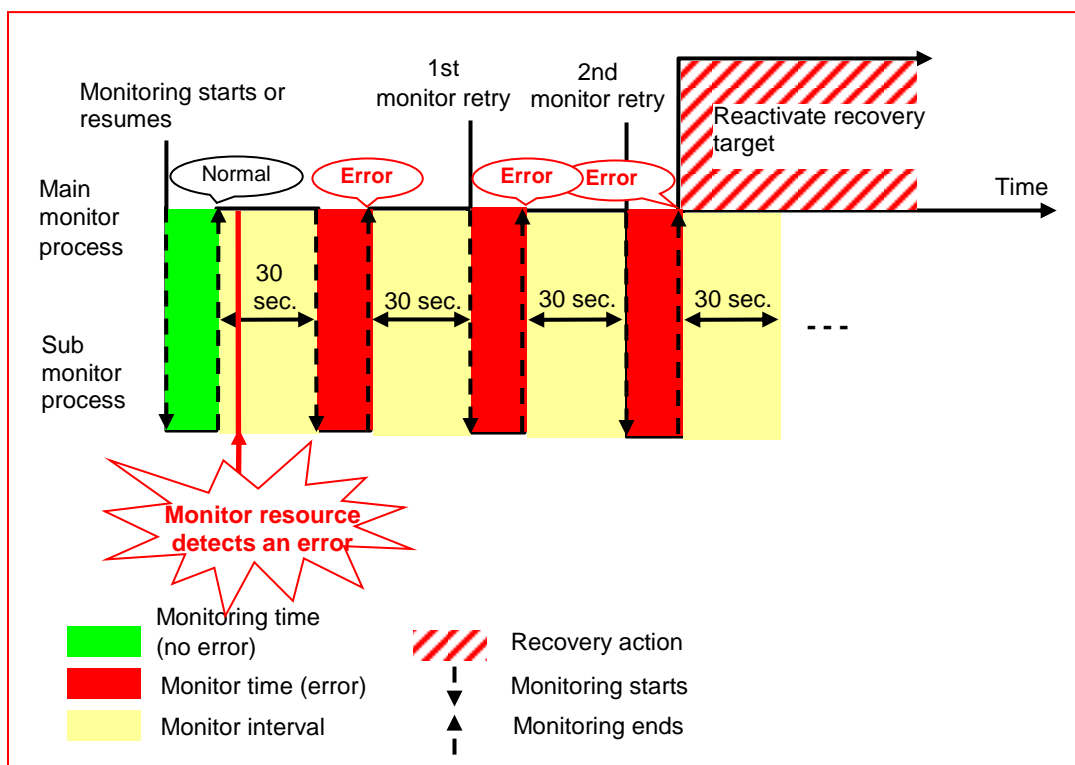 Monitoring starts or
resumes
1st
monitor retry
2nd
monitor retry
Reactivate recovery
target
Normal
Error
Error
Error
Time
Main
monitor
process
30
sec.
30 sec.
30 sec.
30 sec.
Sub
monitor
process
Monitor resource
detects an error
Monitoring time
(no error)
Monitor time (error)
Monitor interval
Recovery action
Monitoring starts
Monitoring ends